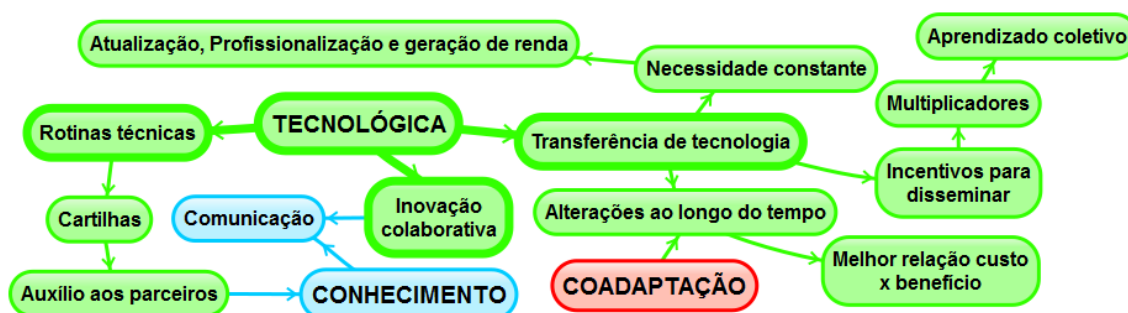 Atualização, Profissionalização e geração de renda
Aprendizado coletivo
Necessidade constante
Multiplicadores
TECNOLÓGICA
Rotinas técnicas
Transferência de tecnologia
Incentivos para
disseminar
Cartilhas
Comunicação
Inovação
colaborativa
Alterações ao longo do tempo
Melhor relação custo
x benefício
Auxílio aos parceiros
CONHECIMENTO
COADAPTAÇÃO